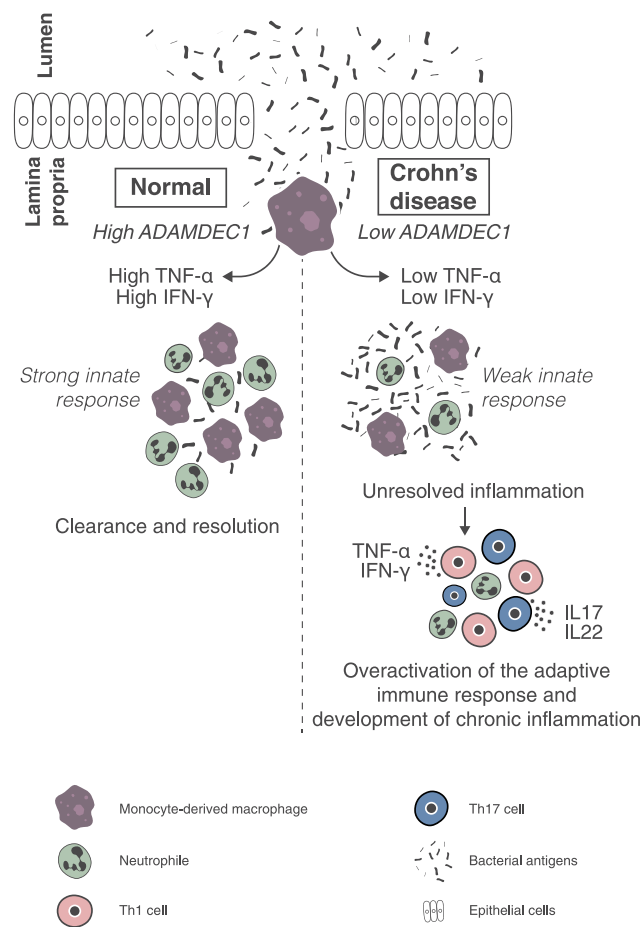 Lumen
Lamina
propria
Normal
Crohn's
disease
High ADAMDEC1
Low ADAMDEC1
High TNF-α
High IFN-γ
Low TNF-α
Low IFN-γ
Strong innate
response
Weak innate
response
Clearance and resolution
Unresolved inflammation
TNF-α
IFN-γ
IL17
IL22
Overactivation of the adaptive
immune response and
development of chronic inflammation
Monocyte-derived macrophage
Th17 cell
Neutrophile
Bacterial antigens
Th1 cell
Epithelial cells